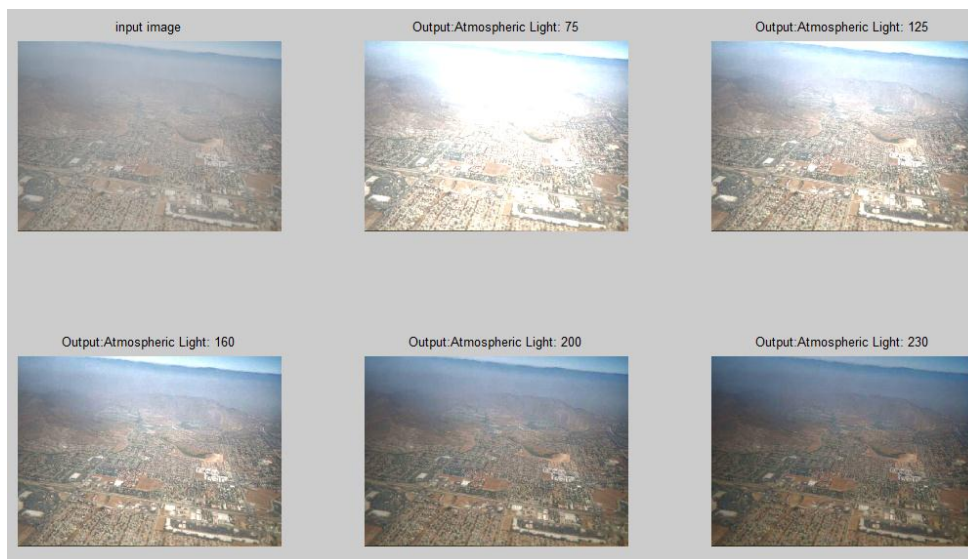 input image
Output:Atmospheric Light: 75
Output:Atmospheric Light: 125
Output:Atmospheric Light: 160
Output:Atmospheric Light: 200
Output:Atmospheric Light: 230